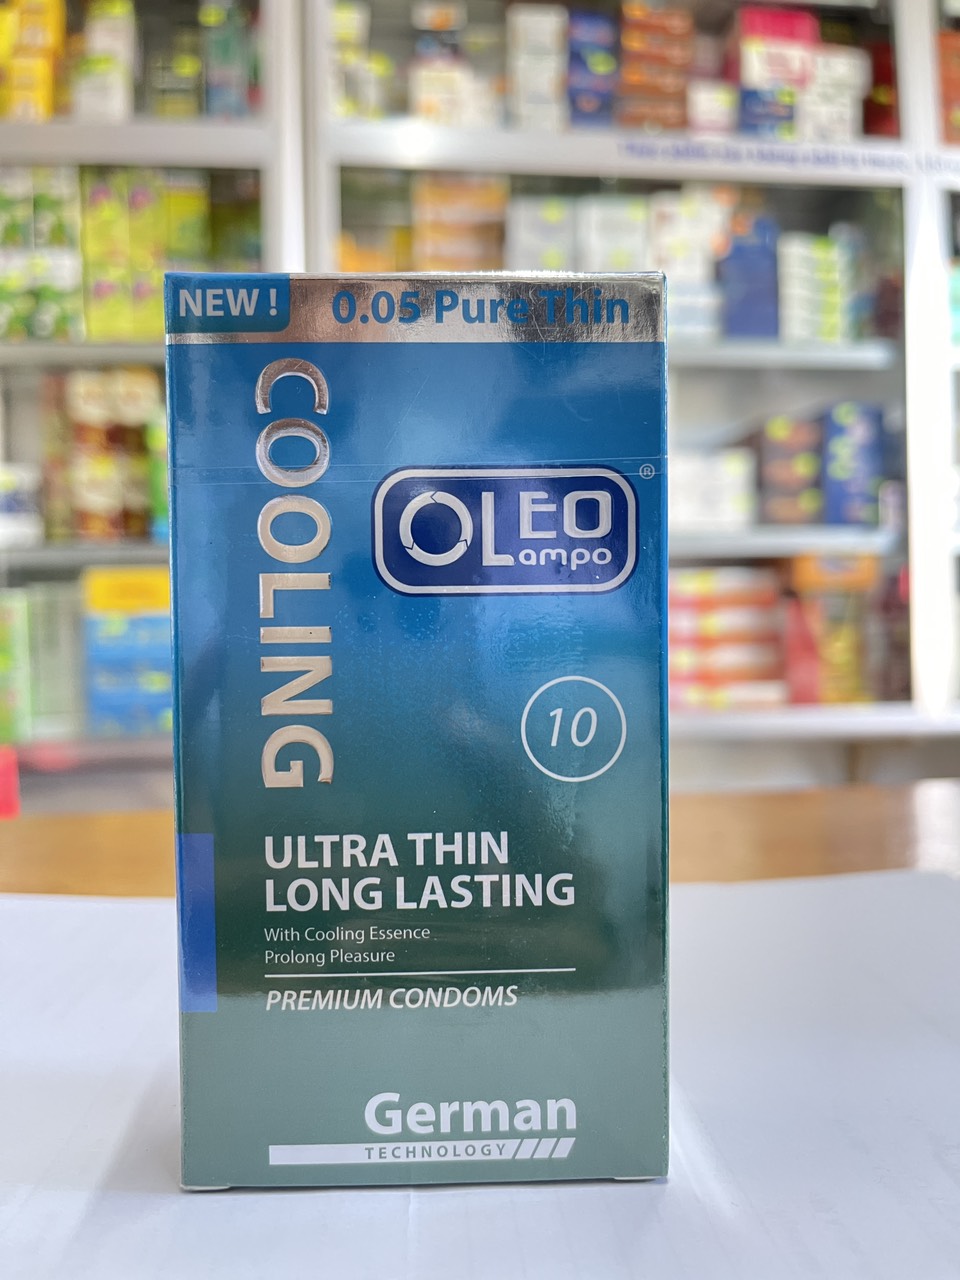 NEW !
0.05 Pure Thin
COOLING
OLEO
Lampo
®
10
ULTRA THIN
LONG LASTING
With Cooling Essence
Prolong Pleasure
PREMIUM CONDOMS
German
TECHNOLOGY